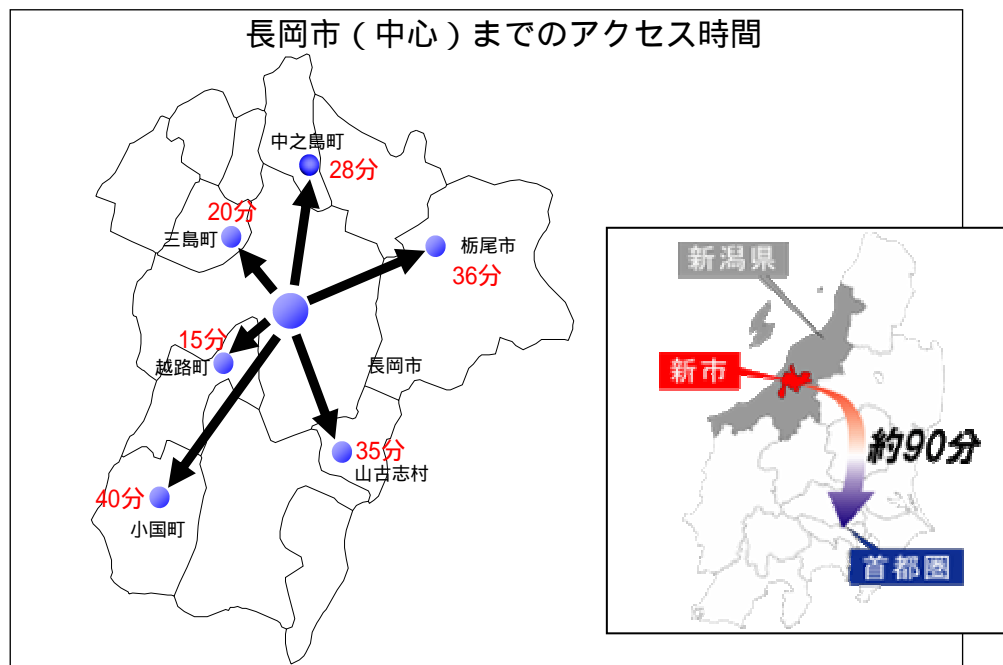 長岡市（中心）までのアクセス時間
中之島町
28分
20分
三島町
栃尾市
36分
15分
越路町
長岡市
35分
山古志村
40分
小国町
新潟県
新市
約90分
首都圏